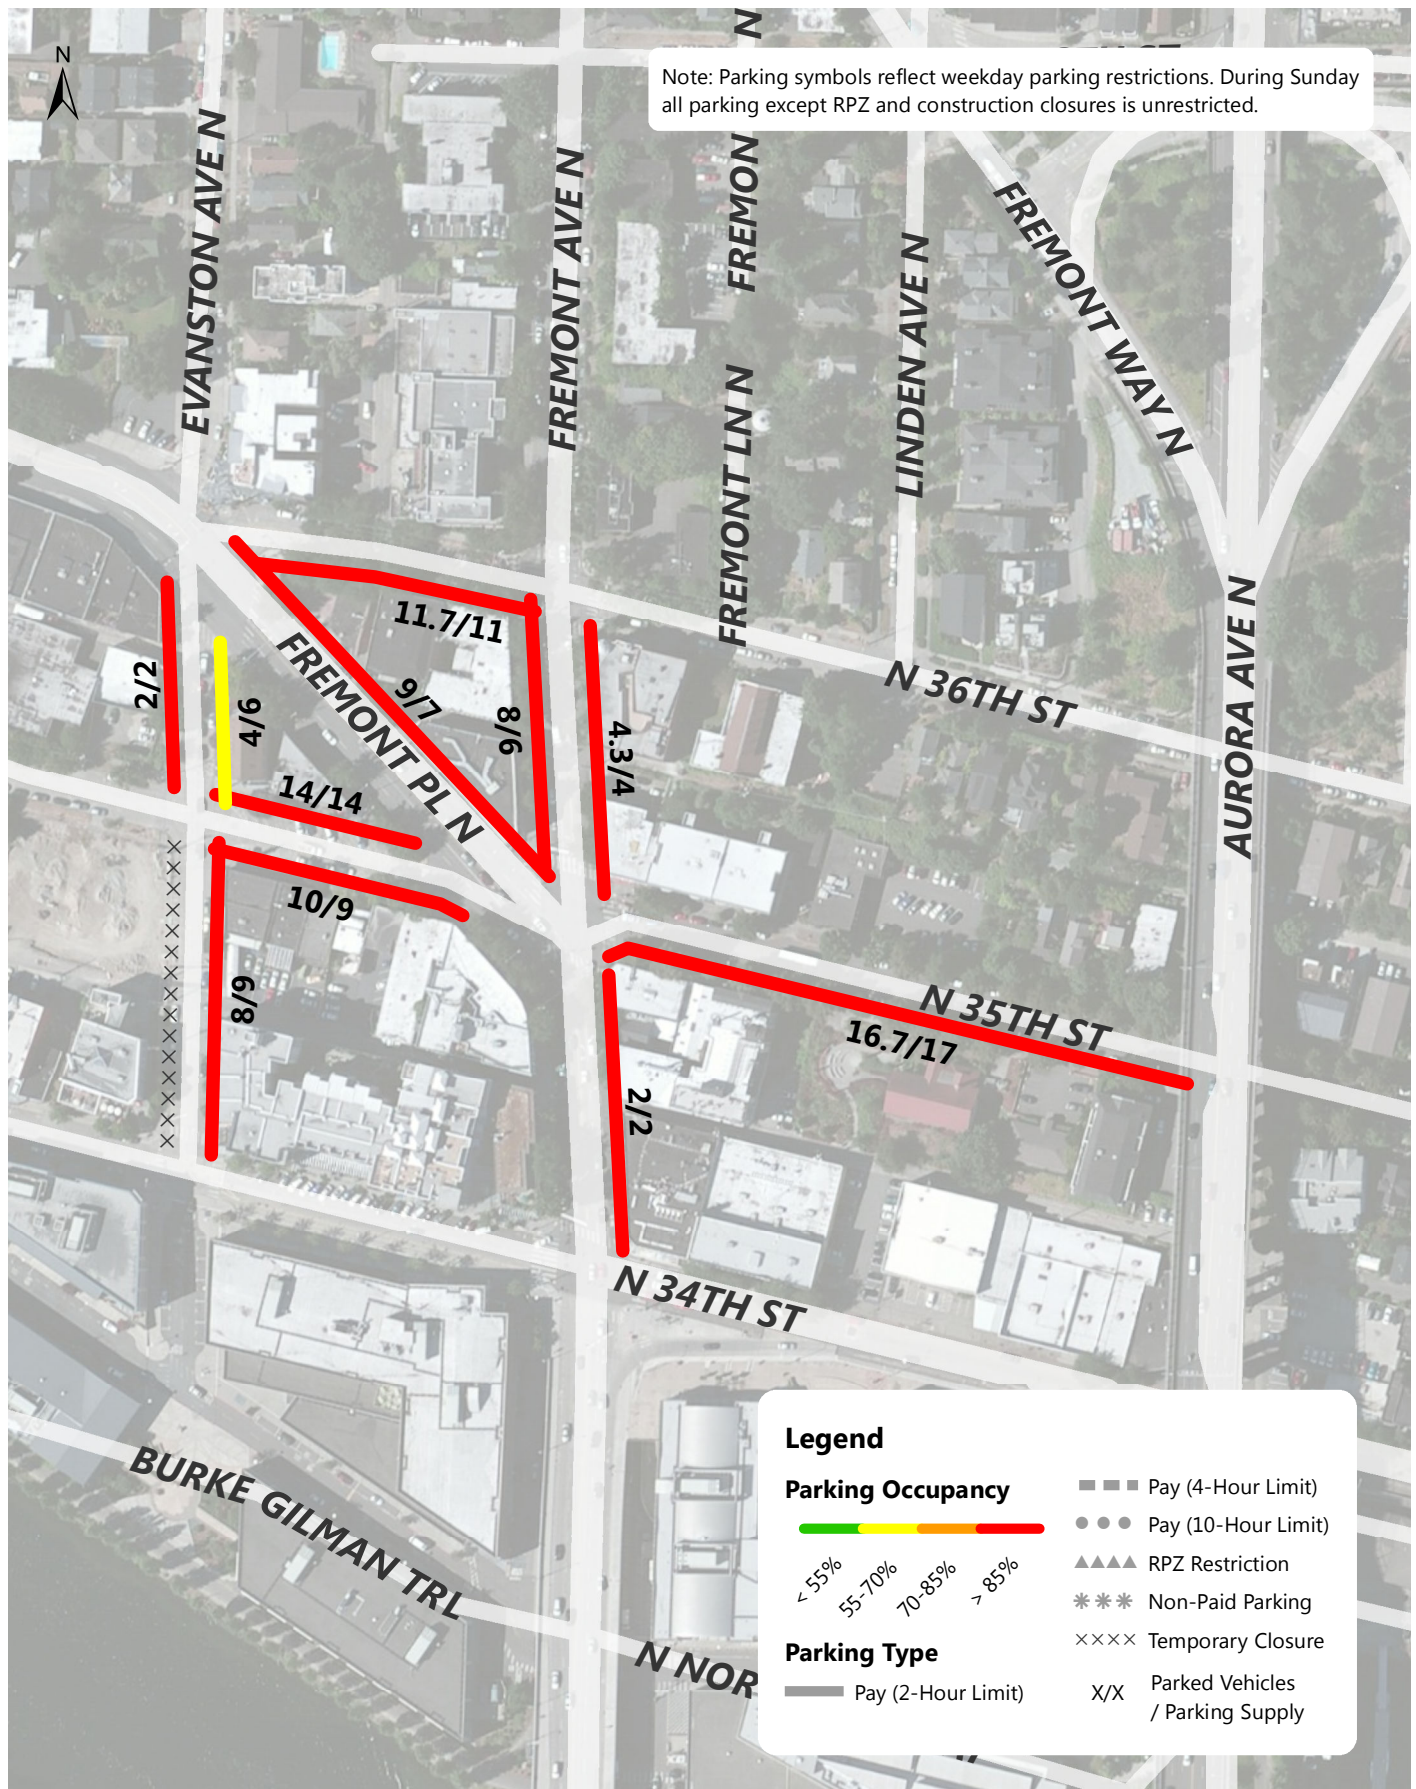 N
N
Note: Parking symbols reflect weekday parking restrictions. During Sunday
all parking except RPZ and construction closures is unrestricted.
EVANSTON AVE N
FREMONT AVE N
FREMON
LINDEN AVE N
FREMONT WAY N
FREMONT LN N
11.7/11
2/2
4/6
FREMONT PL N
9/7
8/6
4.3/4
N 36TH ST
AURORA AVE N
14/14
10/9
8/9
N 35TH ST
16.7/17
2/2
N 34TH ST
BURKE GILMAN TRL
N NOR
Legend
Parking Occupancy
< 55%
55-70%
70-85%
> 85%
Parking Type
Pay (2-Hour Limit)
Pay (4-Hour Limit)
Pay (10-Hour Limit)
RPZ Restriction
Non-Paid Parking
Temporary Closure
X/X Parked Vehicles
/ Parking Supply